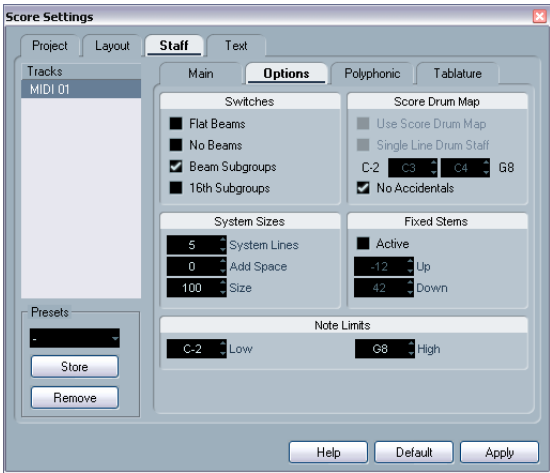 Score Settings
Project Layout Staff Text
Tracks
MIDI 01
Main Options Polyphonic Tablature
Switches
Flat Beams
No Beams
Beam Subgroups
16th Subgroups
Score Drum Map
Use Score Drum Map
Single Line Drum Staff
C-2 C3 C4 G8
No Accidentals
System Sizes
5 System Lines
0 Add Space
100 Size
Fixed Stems
Active
-12 Up
42 Down
Presets
-
Store
Remove
Note Limits
C-2 Low G8 High
Help Default Apply